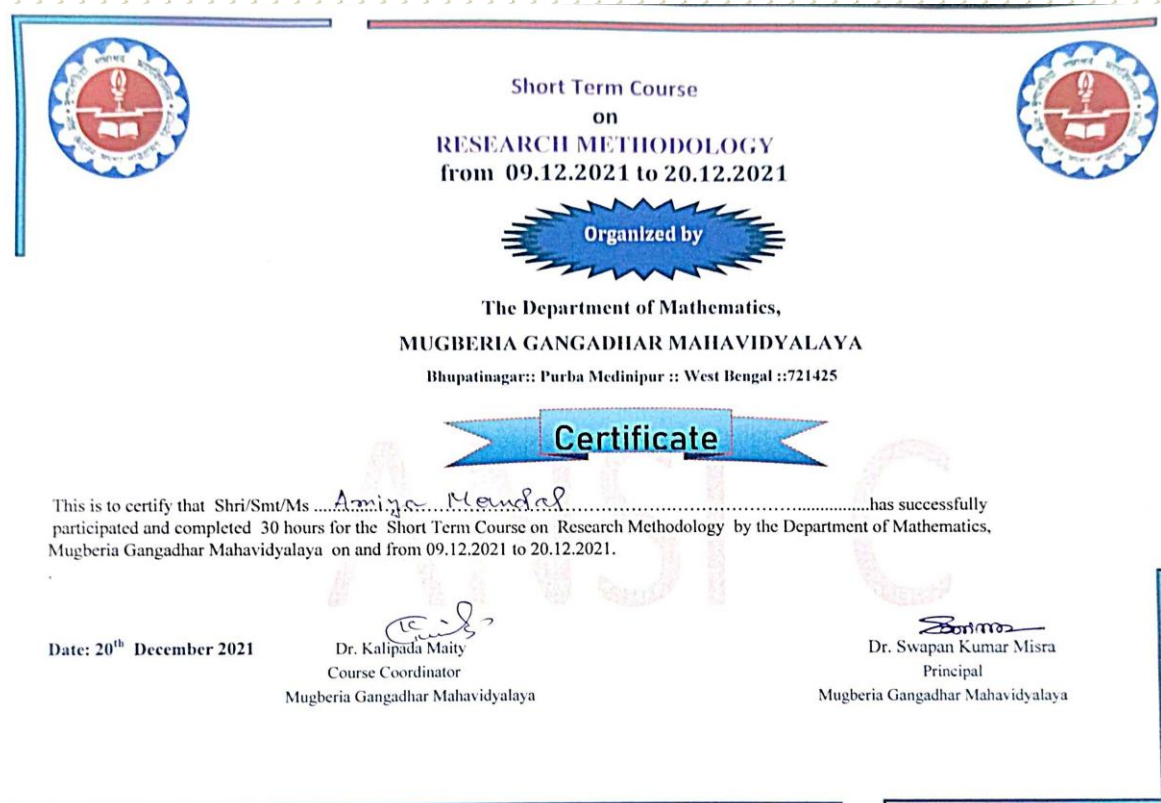 Short Term Course
on
RESEARCH METHODOLOGY
from 09.12.2021 to 20.12.2021
Organized by
The Department of Mathematics,
MUGBERIA GANGADHAR MAHAVIDYALAYA
Bhupatinagar:: Purba Medinipur :: West Bengal ::721425
Certificate
This is to certify that Shri/Smt/Ms ....Amiya Mandal....has successfully
participated and completed 30 hours for the Short Term Course on Research Methodology by the Department of Mathematics,
Mugberia Gangadhar Mahavidyalaya on and from 09.12.2021 to 20.12.2021.
Date: 20th December 2021
Dr. Kalipada Maity
Course Coordinator
Mugberia Gangadhar Mahavidyalaya
Dr. Swapan Kumar Misra
Principal
Mugberia Gangadhar Mahavidyalaya